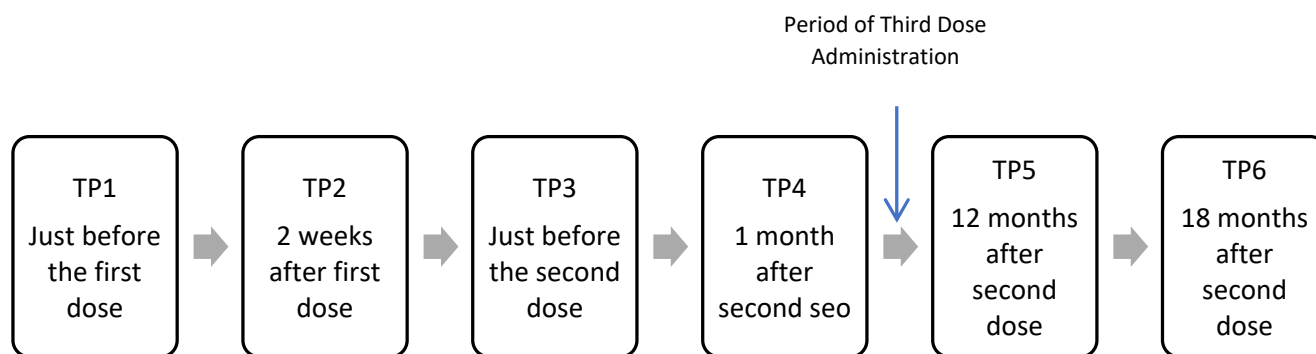 Period of Third Dose
Administration
TP1
Just before
the first
dose
TP2
2 weeks
after first
dose
TP3
Just before
the second
dose
TP4
1 month
after
second seo
TP5
12 months
after
second
dose
TP6
18 months
after
second
dose